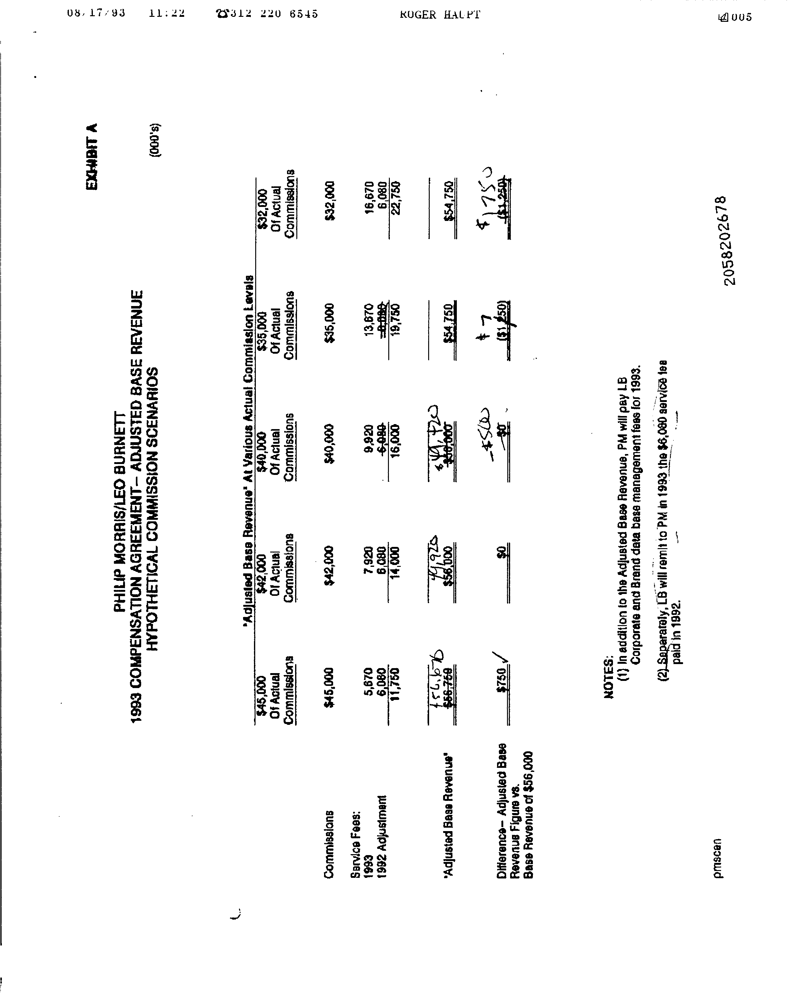 08/17/93 11:22 ☎312 220 6545 ROGER HAUPT 005
EXHIBIT A
PHILIP MORRIS/LEO BURNETT
1993 COMPENSATION AGREEMENT– ADJUSTED BASE REVENUE
HYPOTHETICAL COMMISSION SCENARIOS
(000's)
"Adjusted Base Revenue" At Various Actual Commission Levels
$45,000 $42,000 $40,000 $35,000 $32,000
Of Actual Of Actual Of Actual Of Actual Of Actual
Commissions Commissions Commissions Commissions Commissions
Commissions $45,000 $42,000 $40,000 $35,000 $32,000
Service Fees:
1993 5,670 7,920 9,920 13,670 16,670
1992 Adjustment 6,080 6,080 6,080 6,080 6,080
11,750 14,000 16,000 19,750 22,750
49,920
"Adjusted Base Revenue" $56,750 $56,000 $56,000 $54,750 $54,750
$1750
Difference– Adjusted Base $750 ✓ $0 $0 ($1,250) ($1,250)
Revenue Figure vs.
Base Revenue of $56,000
NOTES:
(1) In addition to the Adjusted Base Revenue, PM will pay LB
Corporate and Brand data base management fees for 1993.
(2) Separately, LB will remit to PM in 1993 the $6,080 service fee
paid in 1992.
pmscen
2058202678